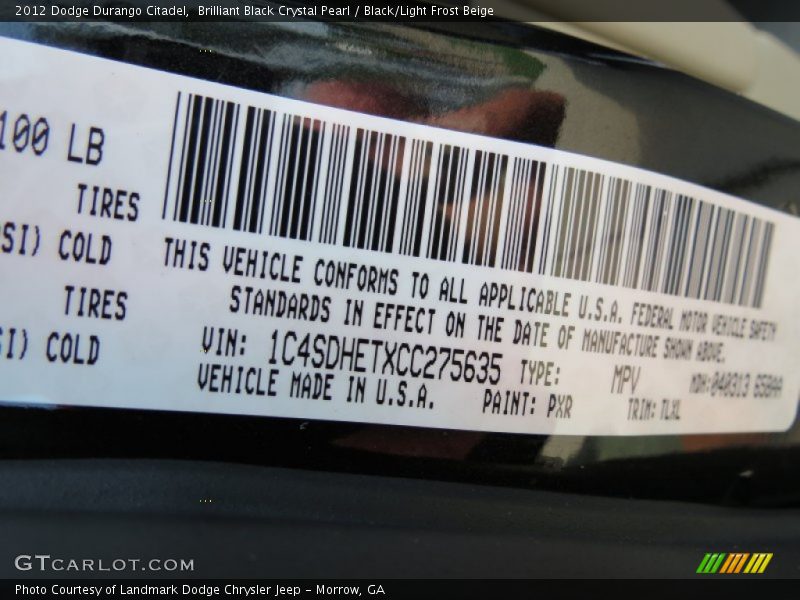 2012 Dodge Durango Citadel, Brilliant Black Crystal Pearl / Black/Light Frost Beige
100 LB
TIRES
SI) COLD
TIRES
SI) COLD
THIS VEHICLE CONFORMS TO ALL APPLICABLE U.S.A. FEDERAL MOTOR VEHICLE SAFETY
STANDARDS IN EFFECT ON THE DATE OF MANUFACTURE SHOWN ABOVE.
VIN: 1C4SDHETXCC275635 TYPE: MPV
VEHICLE MADE IN U.S.A. PAINT: PXR TRIM: TLXL
GTCARLOT.COM
Photo Courtesy of Landmark Dodge Chrysler Jeep - Morrow, GA